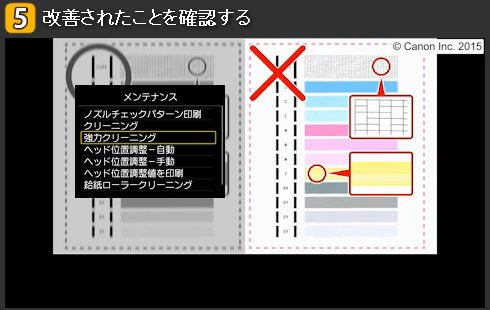 5 改善されたことを確認する
© Canon Inc. 2015
メンテナンス
ノズルチェックパターン印刷
クリーニング
強力クリーニング
ヘッド位置調整－自動
ヘッド位置調整－手動
ヘッド位置調整値を印刷
給紙ローラークリーニング